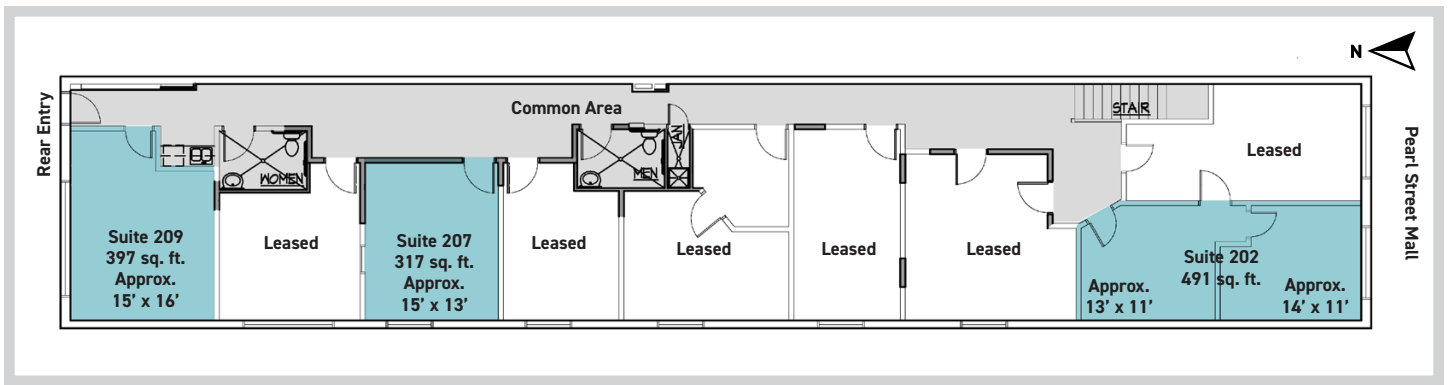 N
Rear Entry
Common Area
STAIR
Pearl Street Mall
JAN
WOMEN
MEN
Leased
Suite 209
397 sq. ft.
Approx.
15’ x 16’
Leased
Suite 207
317 sq. ft.
Approx.
15’ x 13’
Leased
Leased
Leased
Leased
Suite 202
491 sq. ft.
Approx.
13’ x 11’
Approx.
14’ x 11’